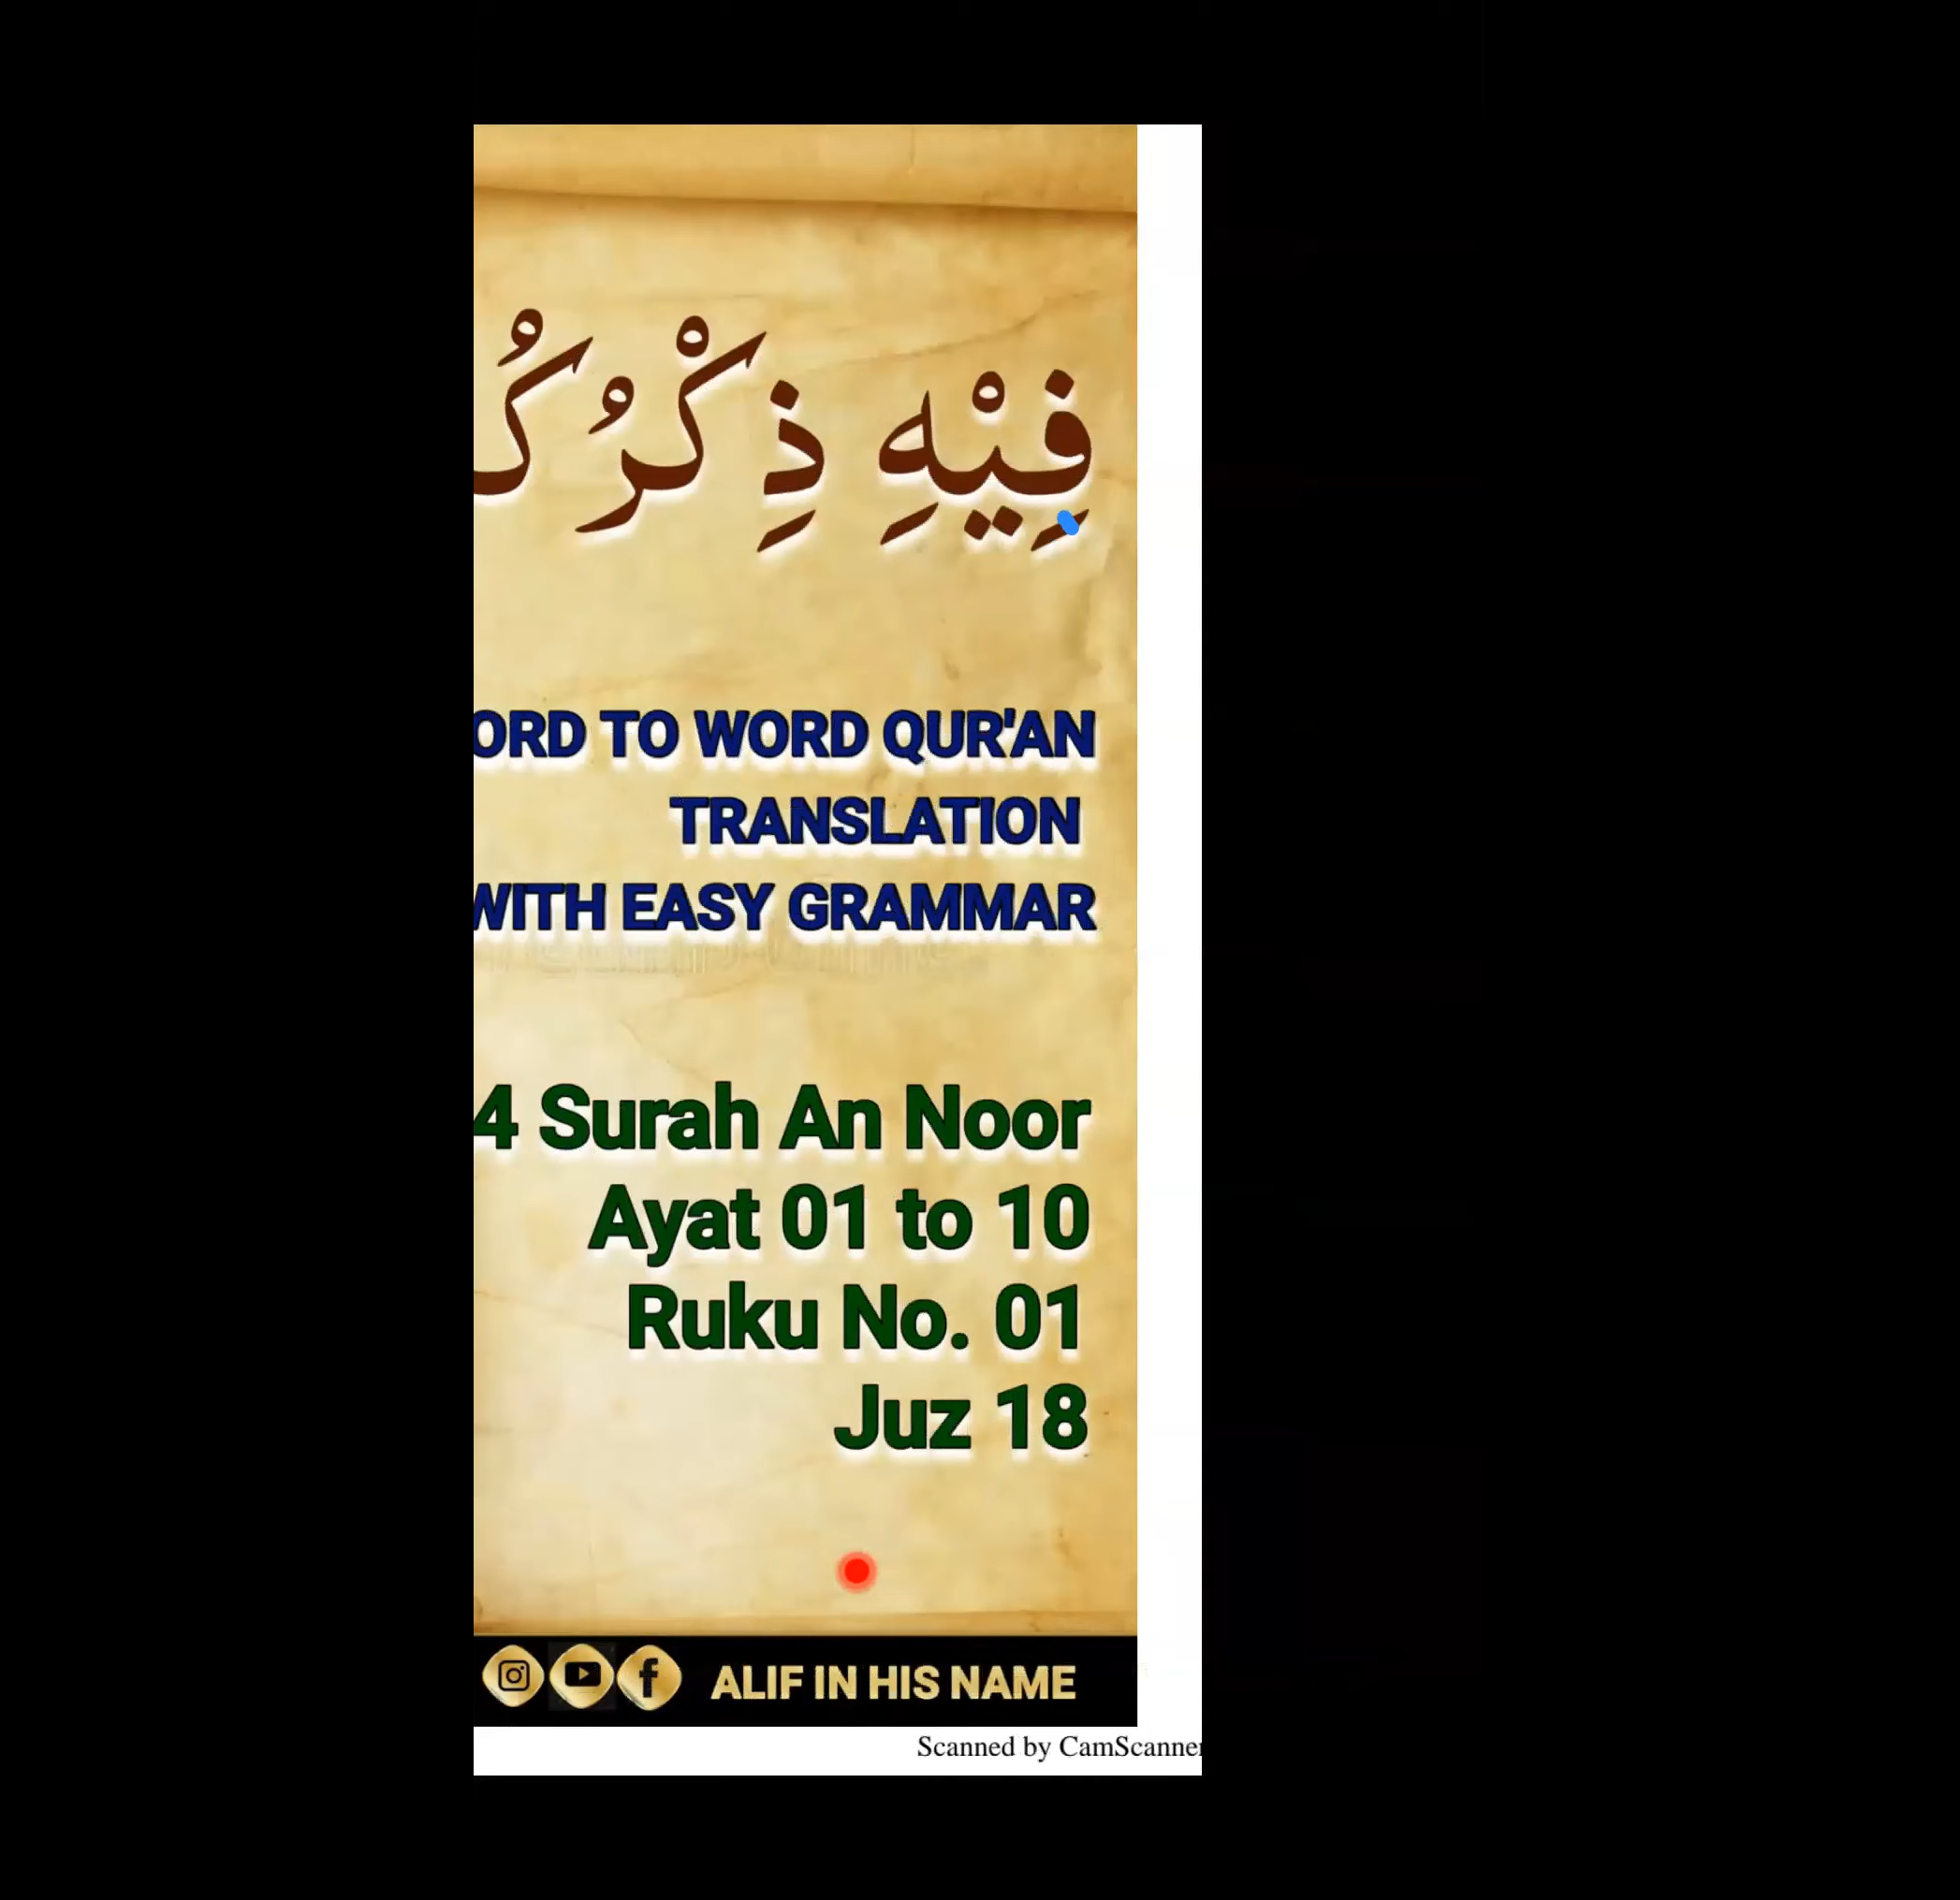 فِيْهِ ذِكْرُكُ
ORD TO WORD QUR'AN
TRANSLATION
WITH EASY GRAMMAR
4 Surah An Noor
Ayat 01 to 10
Ruku No. 01
Juz 18
ALIF IN HIS NAME
Scanned by CamScanner